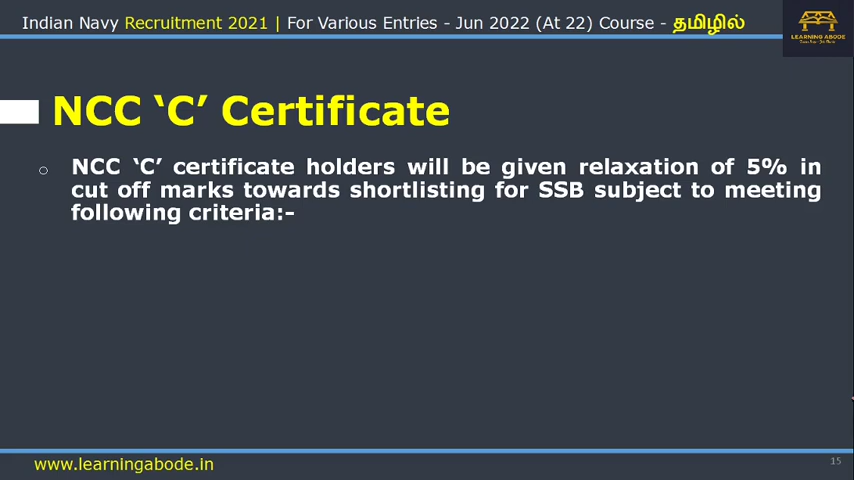 Indian Navy Recruitment 2021 | For Various Entries - Jun 2022 (At 22) Course - தமிழில்
LEARNING ABODE
NCC ‘C’ Certificate
NCC ‘C’ certificate holders will be given relaxation of 5% in
cut off marks towards shortlisting for SSB subject to meeting
following criteria:-
www.learningabode.in
15